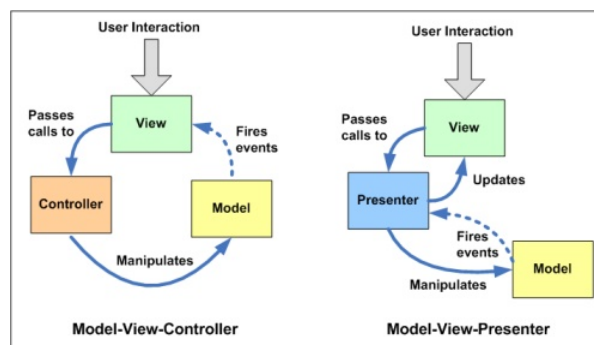 User Interaction
View
Passes
calls to
Fires
events
Controller
Model
Manipulates
Model-View-Controller
User Interaction
View
Passes
calls to
Updates
Presenter
Fires
events
Model
Manipulates
Model-View-Presenter